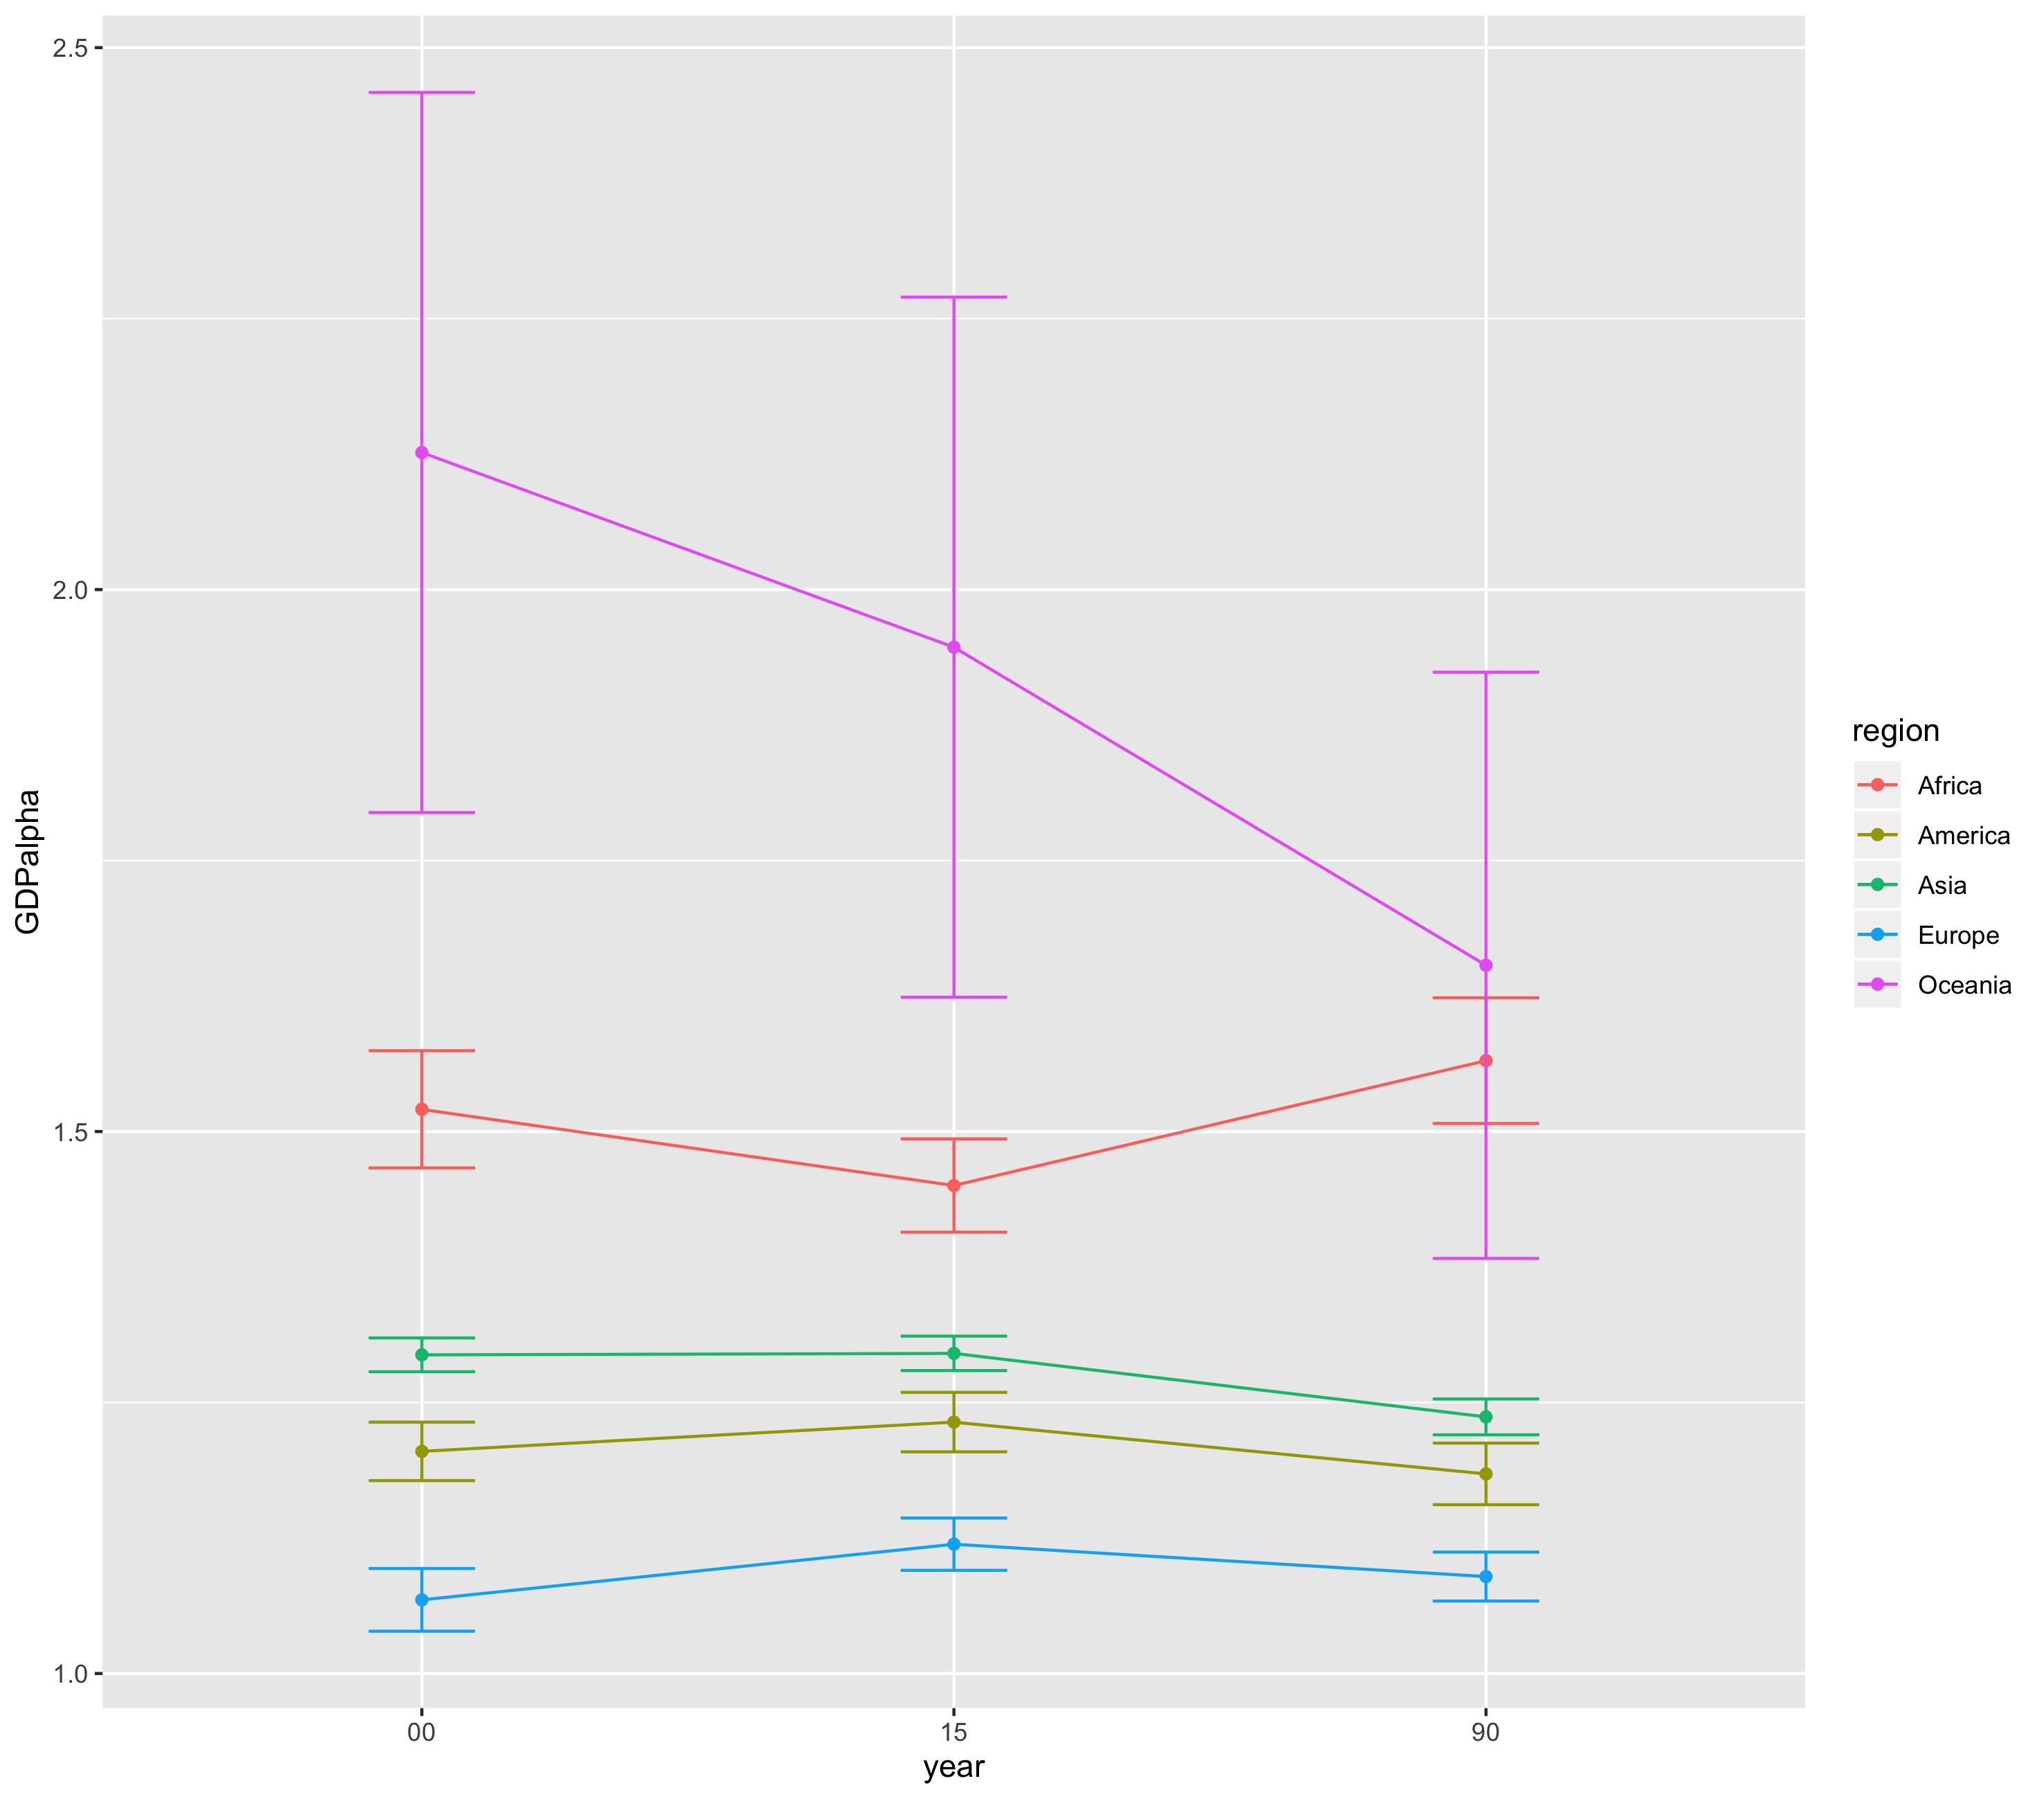 2.5
2.0
1.5
1.0
GDPalpha
00 15 90
year
region
Africa
America
Asia
Europe
Oceania